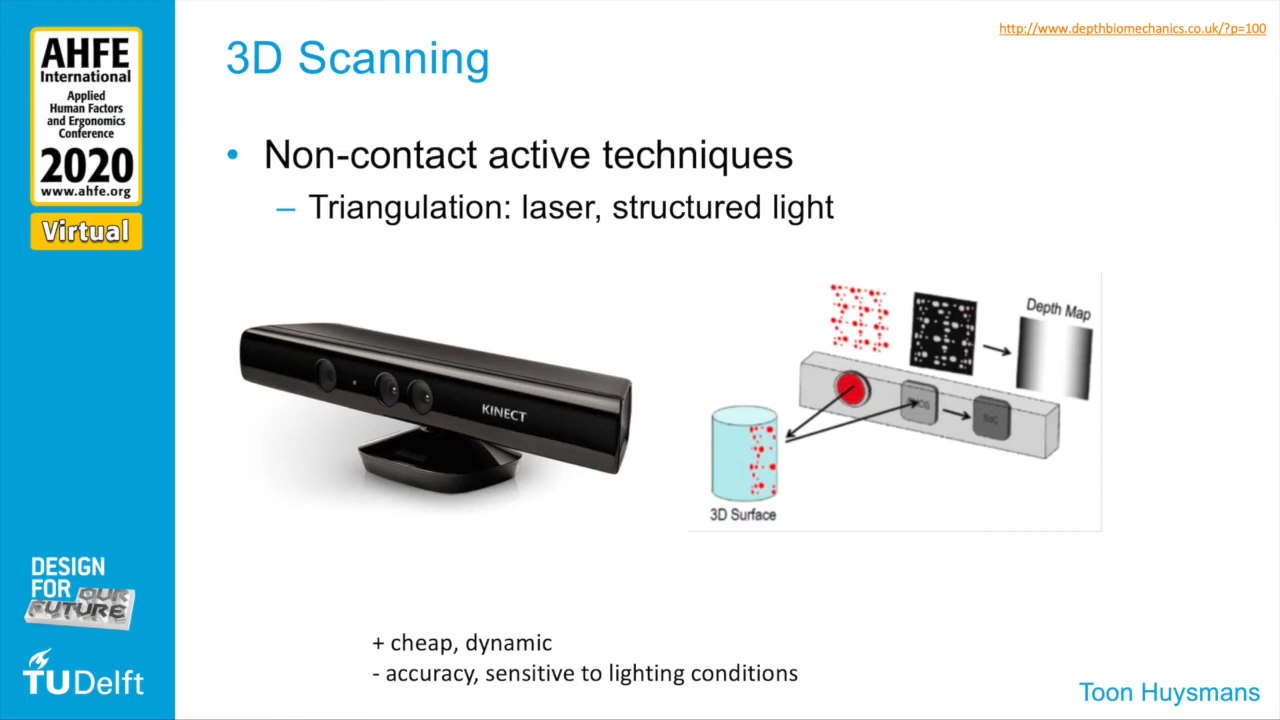 http://www.depthbiomechanics.co.uk/?p=100
AHFE
International
Applied
Human Factors
and Ergonomics
Conference
2020
www.ahfe.org
Virtual
3D Scanning
• Non-contact active techniques
– Triangulation: laser, structured light
KINECT
Depth Map
3D Surface
DESIGN
FOR OUR
FUTURE
TUDelft
+ cheap, dynamic
- accuracy, sensitive to lighting conditions
Toon Huysmans